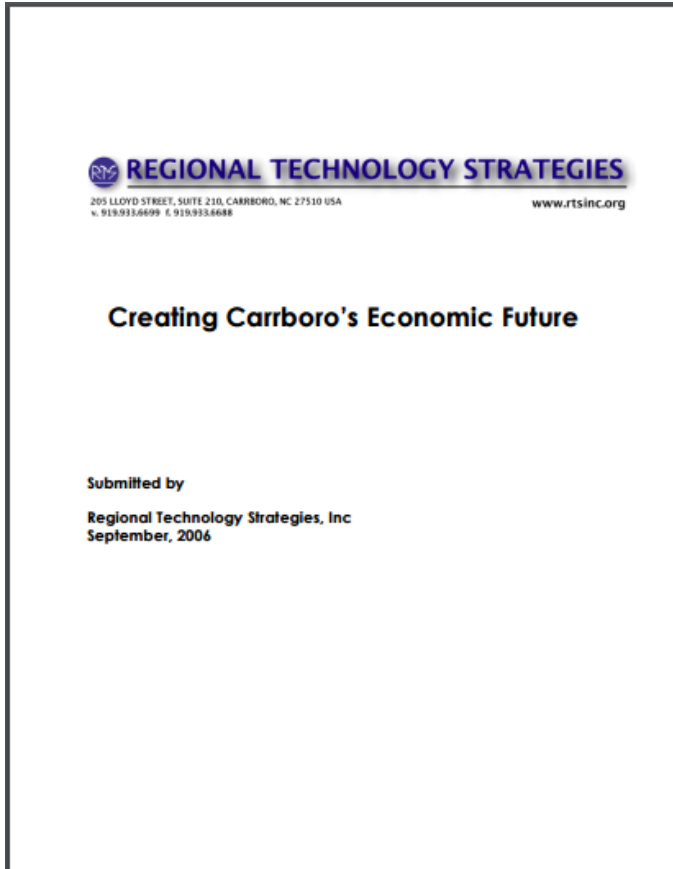 RTS REGIONAL TECHNOLOGY STRATEGIES
205 LLOYD STREET, SUITE 210, CARRBORO, NC 27510 USA
v. 919.933.6699 f. 919.933.6688
www.rtsinc.org
Creating Carrboro's Economic Future
Submitted by
Regional Technology Strategies, Inc
September, 2006